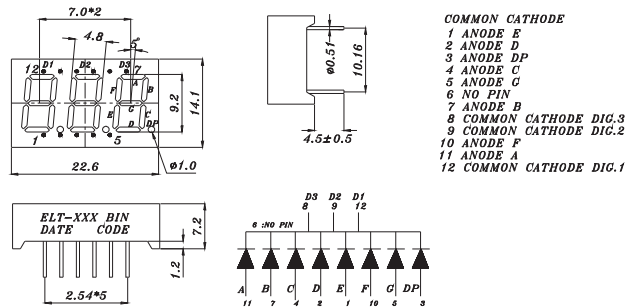 7.0*2
4.8
5°
12 D1 D2 D3 7
A
F B
G
E C
D DP
1 5
9.2
14.1
22.6
ø1.0
ø0.51
10.16
4.5±0.5
COMMON CATHODE
1 ANODE E
2 ANODE D
3 ANODE DP
4 ANODE C
5 ANODE G
6 NO PIN
7 ANODE B
8 COMMON CATHODE DIG.3
9 COMMON CATHODE DIG.2
10 ANODE F
11 ANODE A
12 COMMON CATHODE DIG.1
ELT-XXX BIN
DATE CODE
7.2
1.2
2.54*5
D3 D2 D1
8 9 12
6 :NO PIN
A B C D E F G DP
11 7 4 2 1 10 5 3